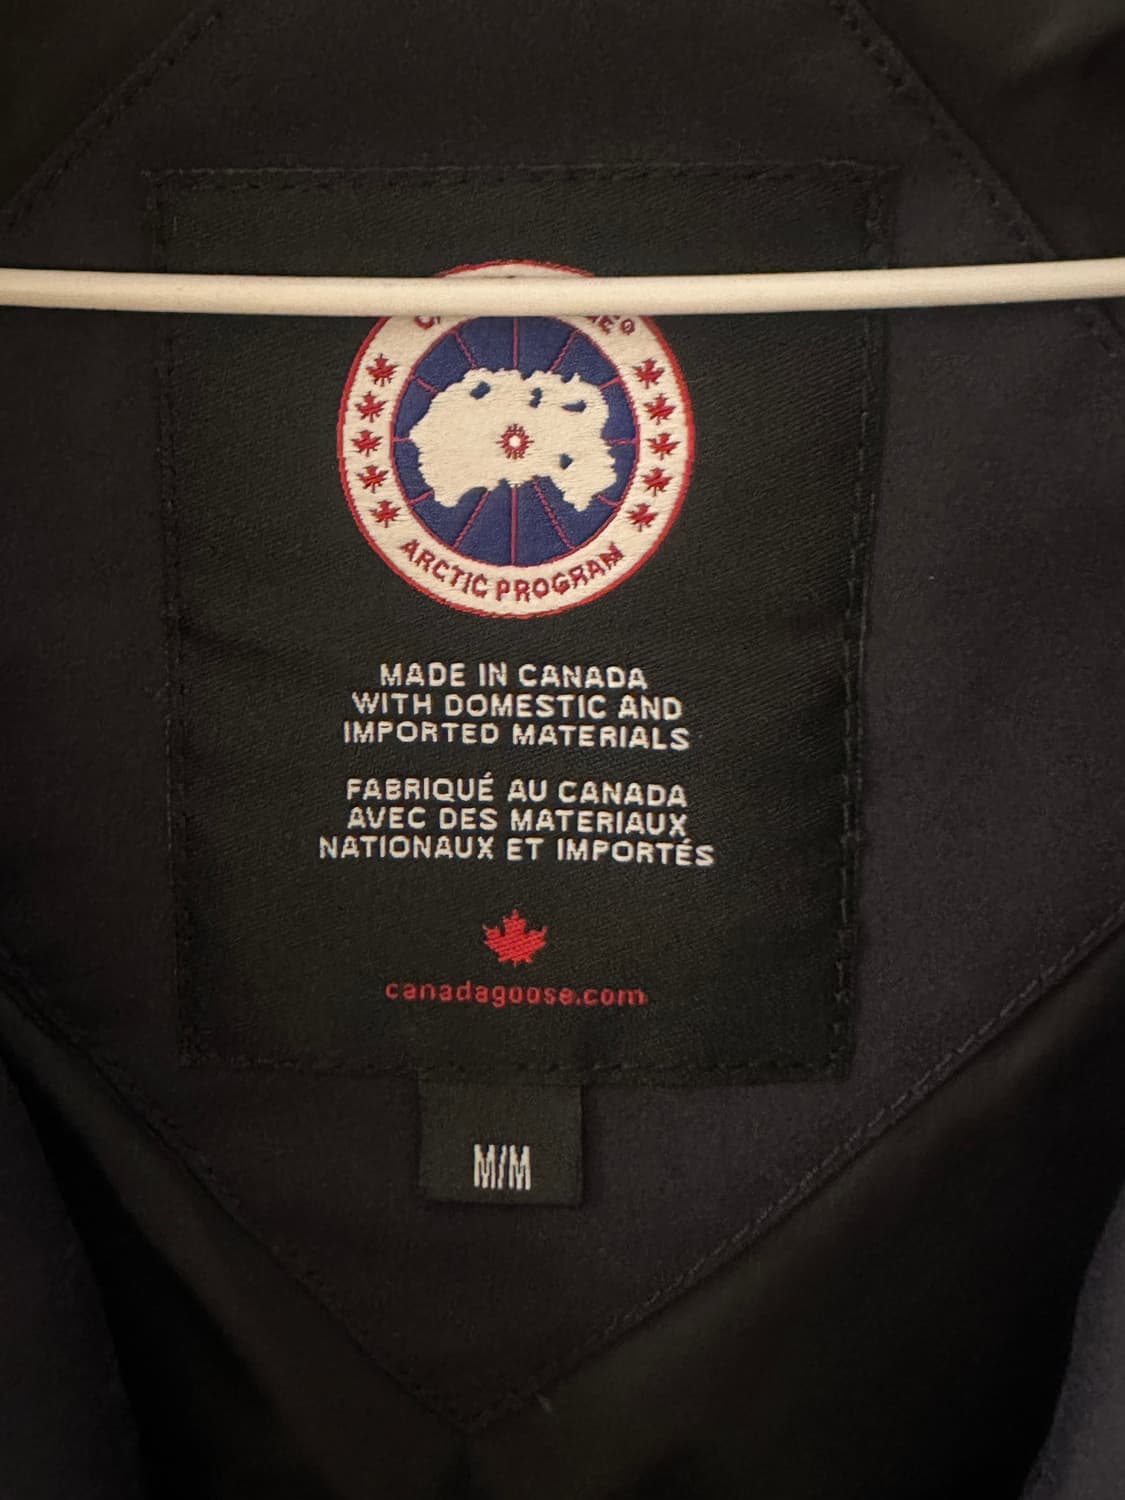 ARCTIC PROGRAM
MADE IN CANADA
WITH DOMESTIC AND
IMPORTED MATERIALS
FABRIQUÉ AU CANADA
AVEC DES MATERIAUX
NATIONAUX ET IMPORTÉS
canadagoose.com
M/M